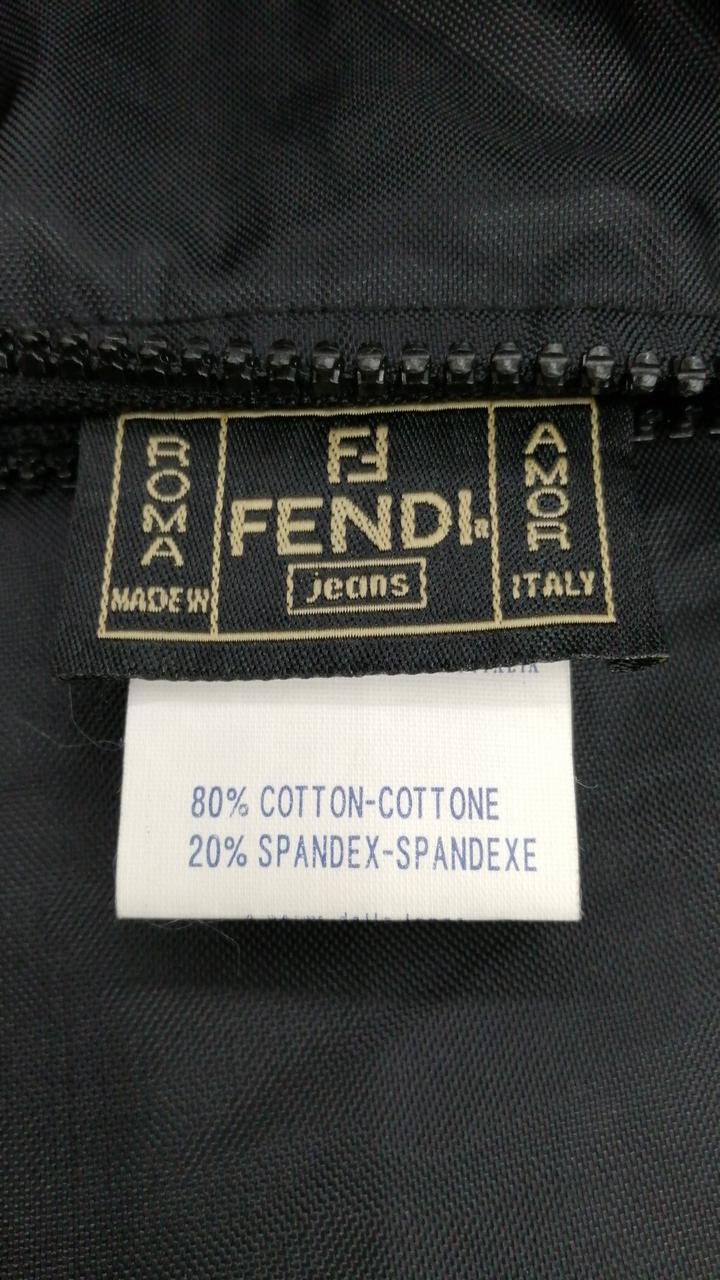 ROMA
MADE IN
FF
FENDI®
jeans
AMOR
ITALY
80% COTTON-COTTONE
20% SPANDEX-SPANDEXE